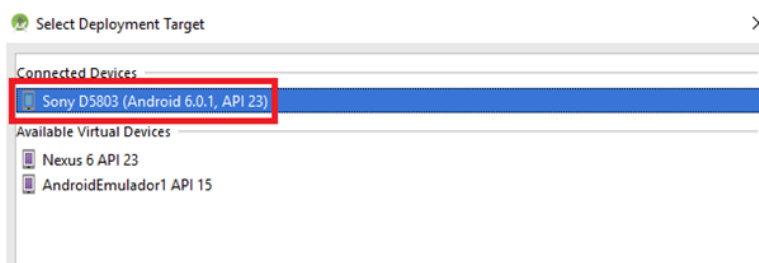 Select Deployment Target
Connected Devices
Sony D5803 (Android 6.0.1, API 23)
Available Virtual Devices
Nexus 6 API 23
AndroidEmulador1 API 15